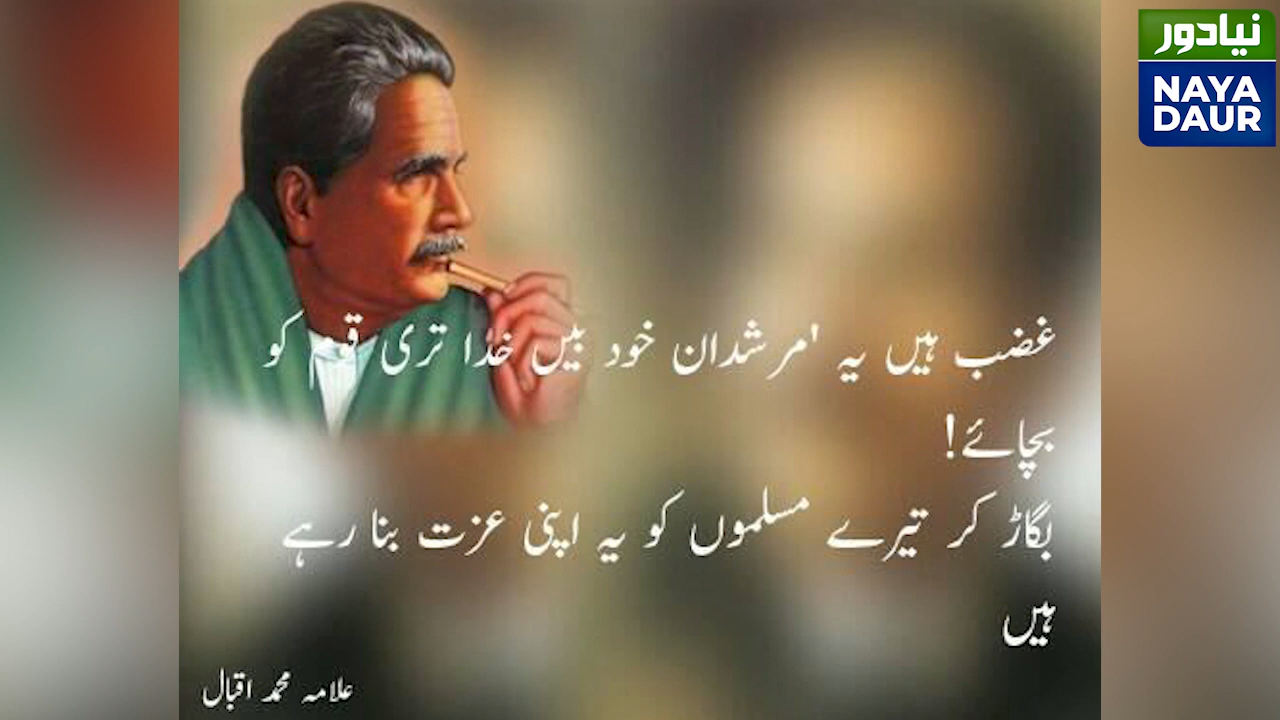 نیادور
NAYA
DAUR
غضب ہیں یہ 'مرشدان خود بیں خدا تری قوم کو
بچائے!
بگاڑ کر تیرے مسلموں کو یہ اپنی عزت بنا رہے
ہیں
علامہ محمد اقبال